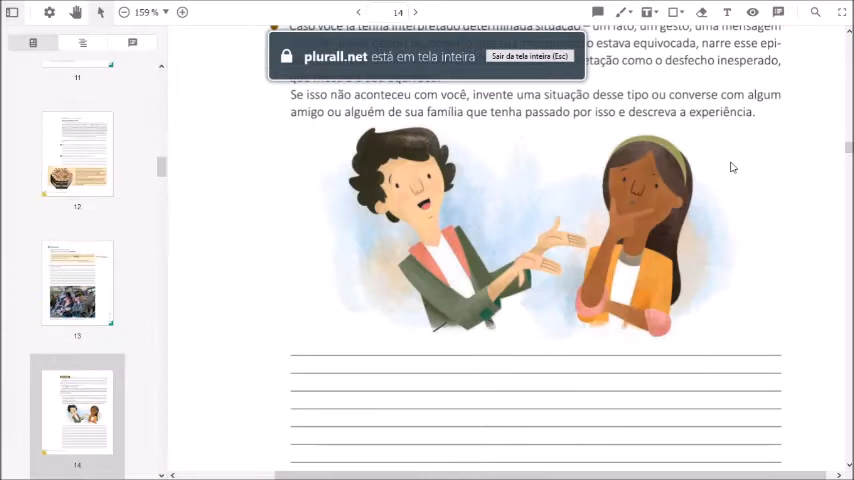 159 %
14
Caso você já tenha interpretado determinada situação – um fato, um gesto, uma mensagem
estava equivocada, narre esse epi-
plurall.net está em tela inteira
Sair da tela inteira (Esc)
etação como o desfecho inesperado,
Se isso não aconteceu com você, invente uma situação desse tipo ou converse com algum
amigo ou alguém de sua família que tenha passado por isso e descreva a experiência.
11
12
13
14